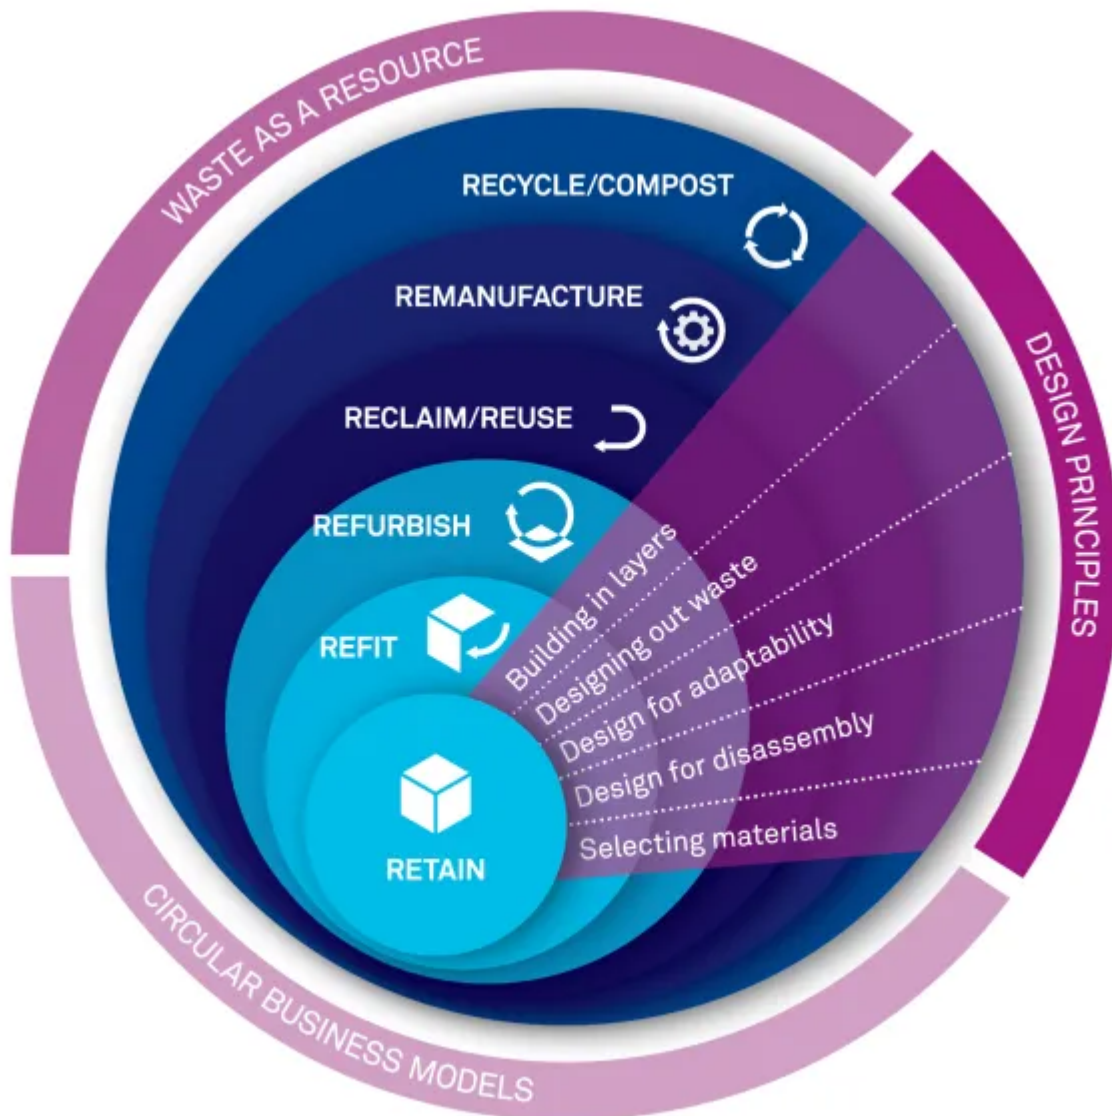 WASTE AS A RESOURCE
RECYCLE/COMPOST
REMANUFACTURE
RECLAIM/REUSE
REFURBISH
REFIT
RETAIN
Building in layers
Designing out waste
Design for adaptability
Design for disassembly
Selecting materials
DESIGN PRINCIPLES
CIRCULAR BUSINESS MODELS